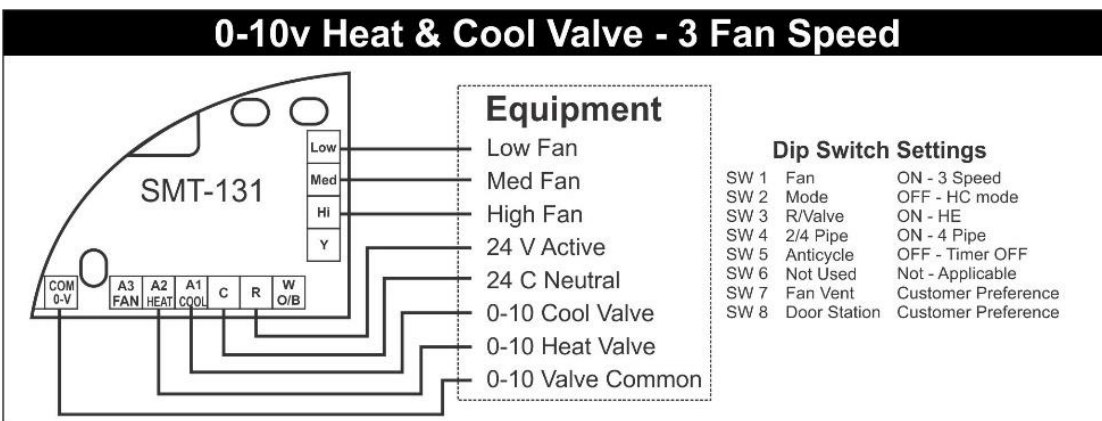 0-10v Heat & Cool Valve - 3 Fan Speed
SMT-131
Low
Med
Hi
Y
COM
0-V
A3
FAN
A2
HEAT
A1
COOL
C
R
W
O/B
Equipment
Low Fan
Med Fan
High Fan
24 V Active
24 C Neutral
0-10 Cool Valve
0-10 Heat Valve
0-10 Valve Common
Dip Switch Settings
SW 1 Fan ON - 3 Speed
SW 2 Mode OFF - HC mode
SW 3 R/Valve ON - HE
SW 4 2/4 Pipe ON - 4 Pipe
SW 5 Anticycle OFF - Timer OFF
SW 6 Not Used Not - Applicable
SW 7 Fan Vent Customer Preference
SW 8 Door Station Customer Preference